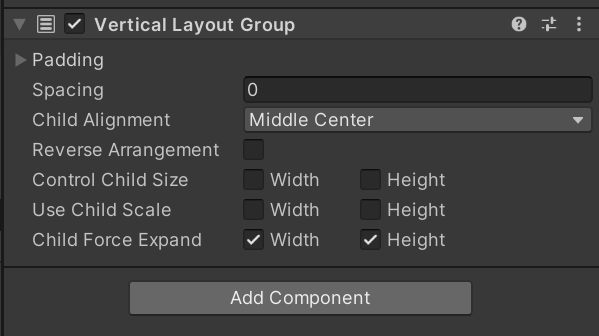 Vertical Layout Group
Padding
Spacing 0
Child Alignment Middle Center
Reverse Arrangement
Control Child Size Width Height
Use Child Scale Width Height
Child Force Expand Width Height
Add Component